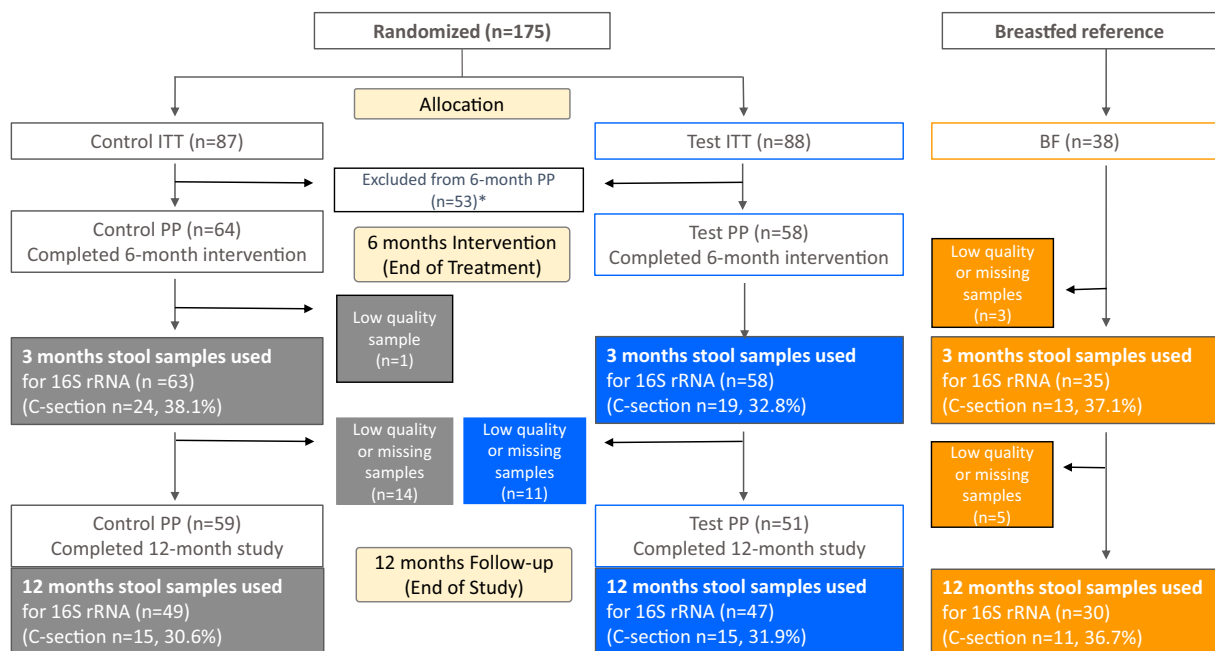 Randomized (n=175)
Breastfed reference
Allocation
Control ITT (n=87)
Test ITT (n=88)
BF (n=38)
Excluded from 6-month PP
(n=53)*
Control PP (n=64)
Completed 6-month intervention
6 months Intervention
(End of Treatment)
Test PP (n=58)
Completed 6-month intervention
Low quality
or missing
samples
(n=3)
Low quality
sample
(n=1)
3 months stool samples used
for 16S rRNA (n =63)
(C-section n=24, 38.1%)
3 months stool samples used
for 16S rRNA (n=58)
(C-section n=19, 32.8%)
3 months stool samples used
for 16S rRNA (n=35)
(C-section n=13, 37.1%)
Low quality
or missing
samples
(n=14)
Low quality
or missing
samples
(n=11)
Low quality
or missing
samples
(n=5)
Control PP (n=59)
Completed 12-month study
Test PP (n=51)
Completed 12-month study
12 months Follow-up
(End of Study)
12 months stool samples used
for 16S rRNA (n=49)
(C-section n=15, 30.6%)
12 months stool samples used
for 16S rRNA (n=47)
(C-section n=15, 31.9%)
12 months stool samples used
for 16S rRNA (n=30)
(C-section n=11, 36.7%)